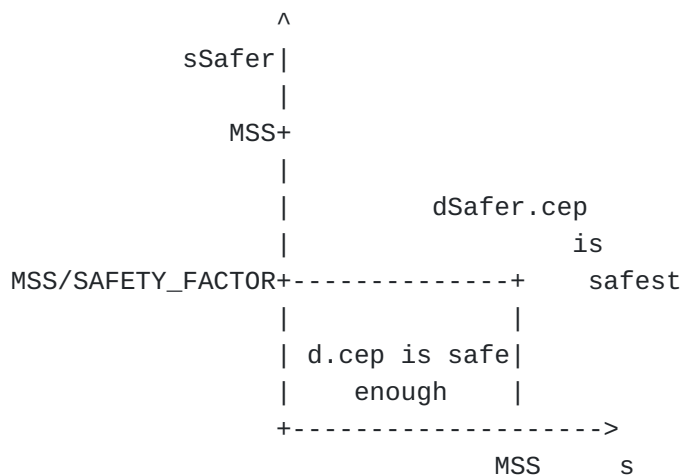 ^
sSafer|
|
MSS+
|
| dSafer.cep
| is
MSS/SAFETY_FACTOR+--------------+ safest
| |
| d.cep is safe|
| enough |
+-------------------->
MSS s